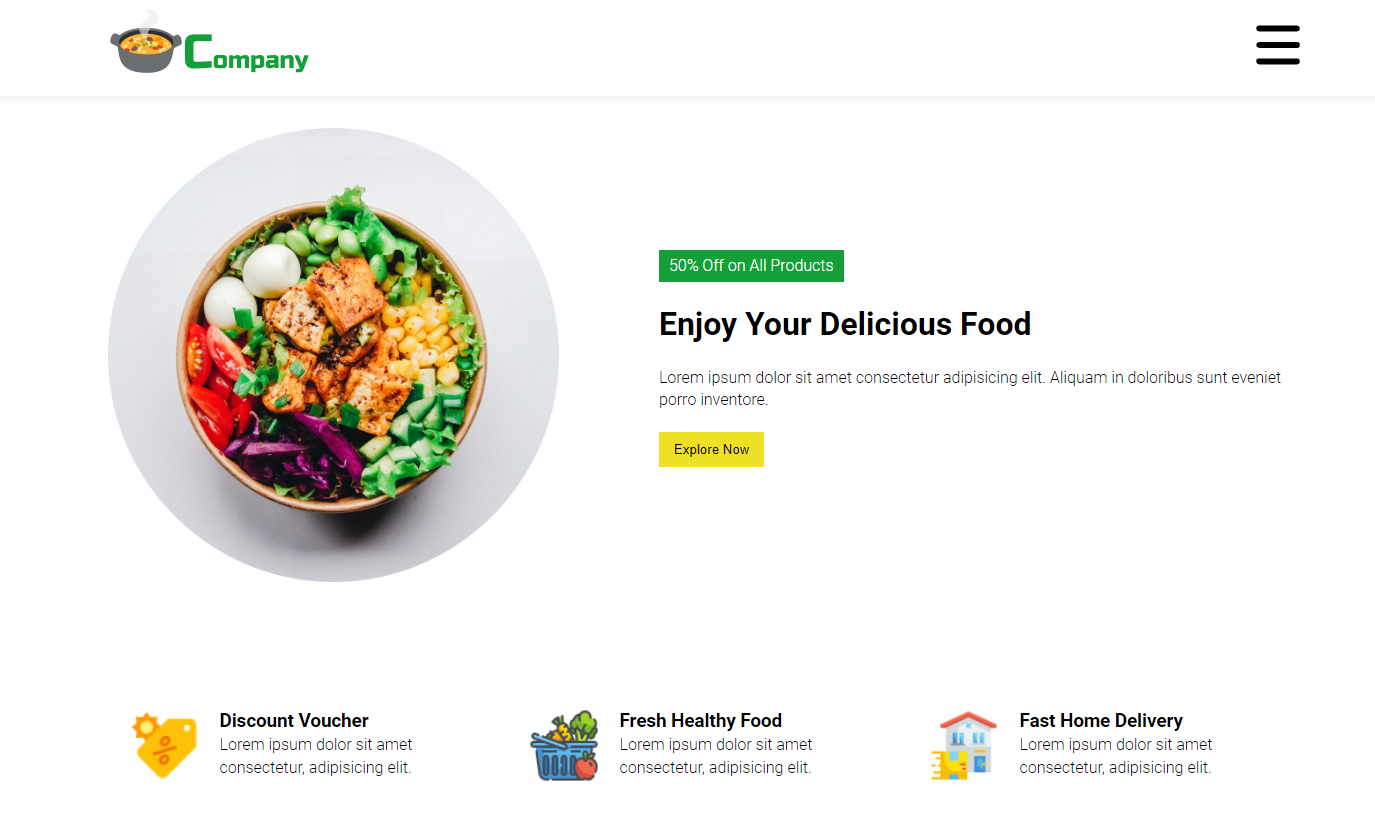 Company
50% Off on All Products
Enjoy Your Delicious Food
Lorem ipsum dolor sit amet consectetur adipisicing elit. Aliquam in doloribus sunt eveniet
porro inventore.
Explore Now
Discount Voucher
Lorem ipsum dolor sit amet
consectetur, adipisicing elit.
Fresh Healthy Food
Lorem ipsum dolor sit amet
consectetur, adipisicing elit.
Fast Home Delivery
Lorem ipsum dolor sit amet
consectetur, adipisicing elit.